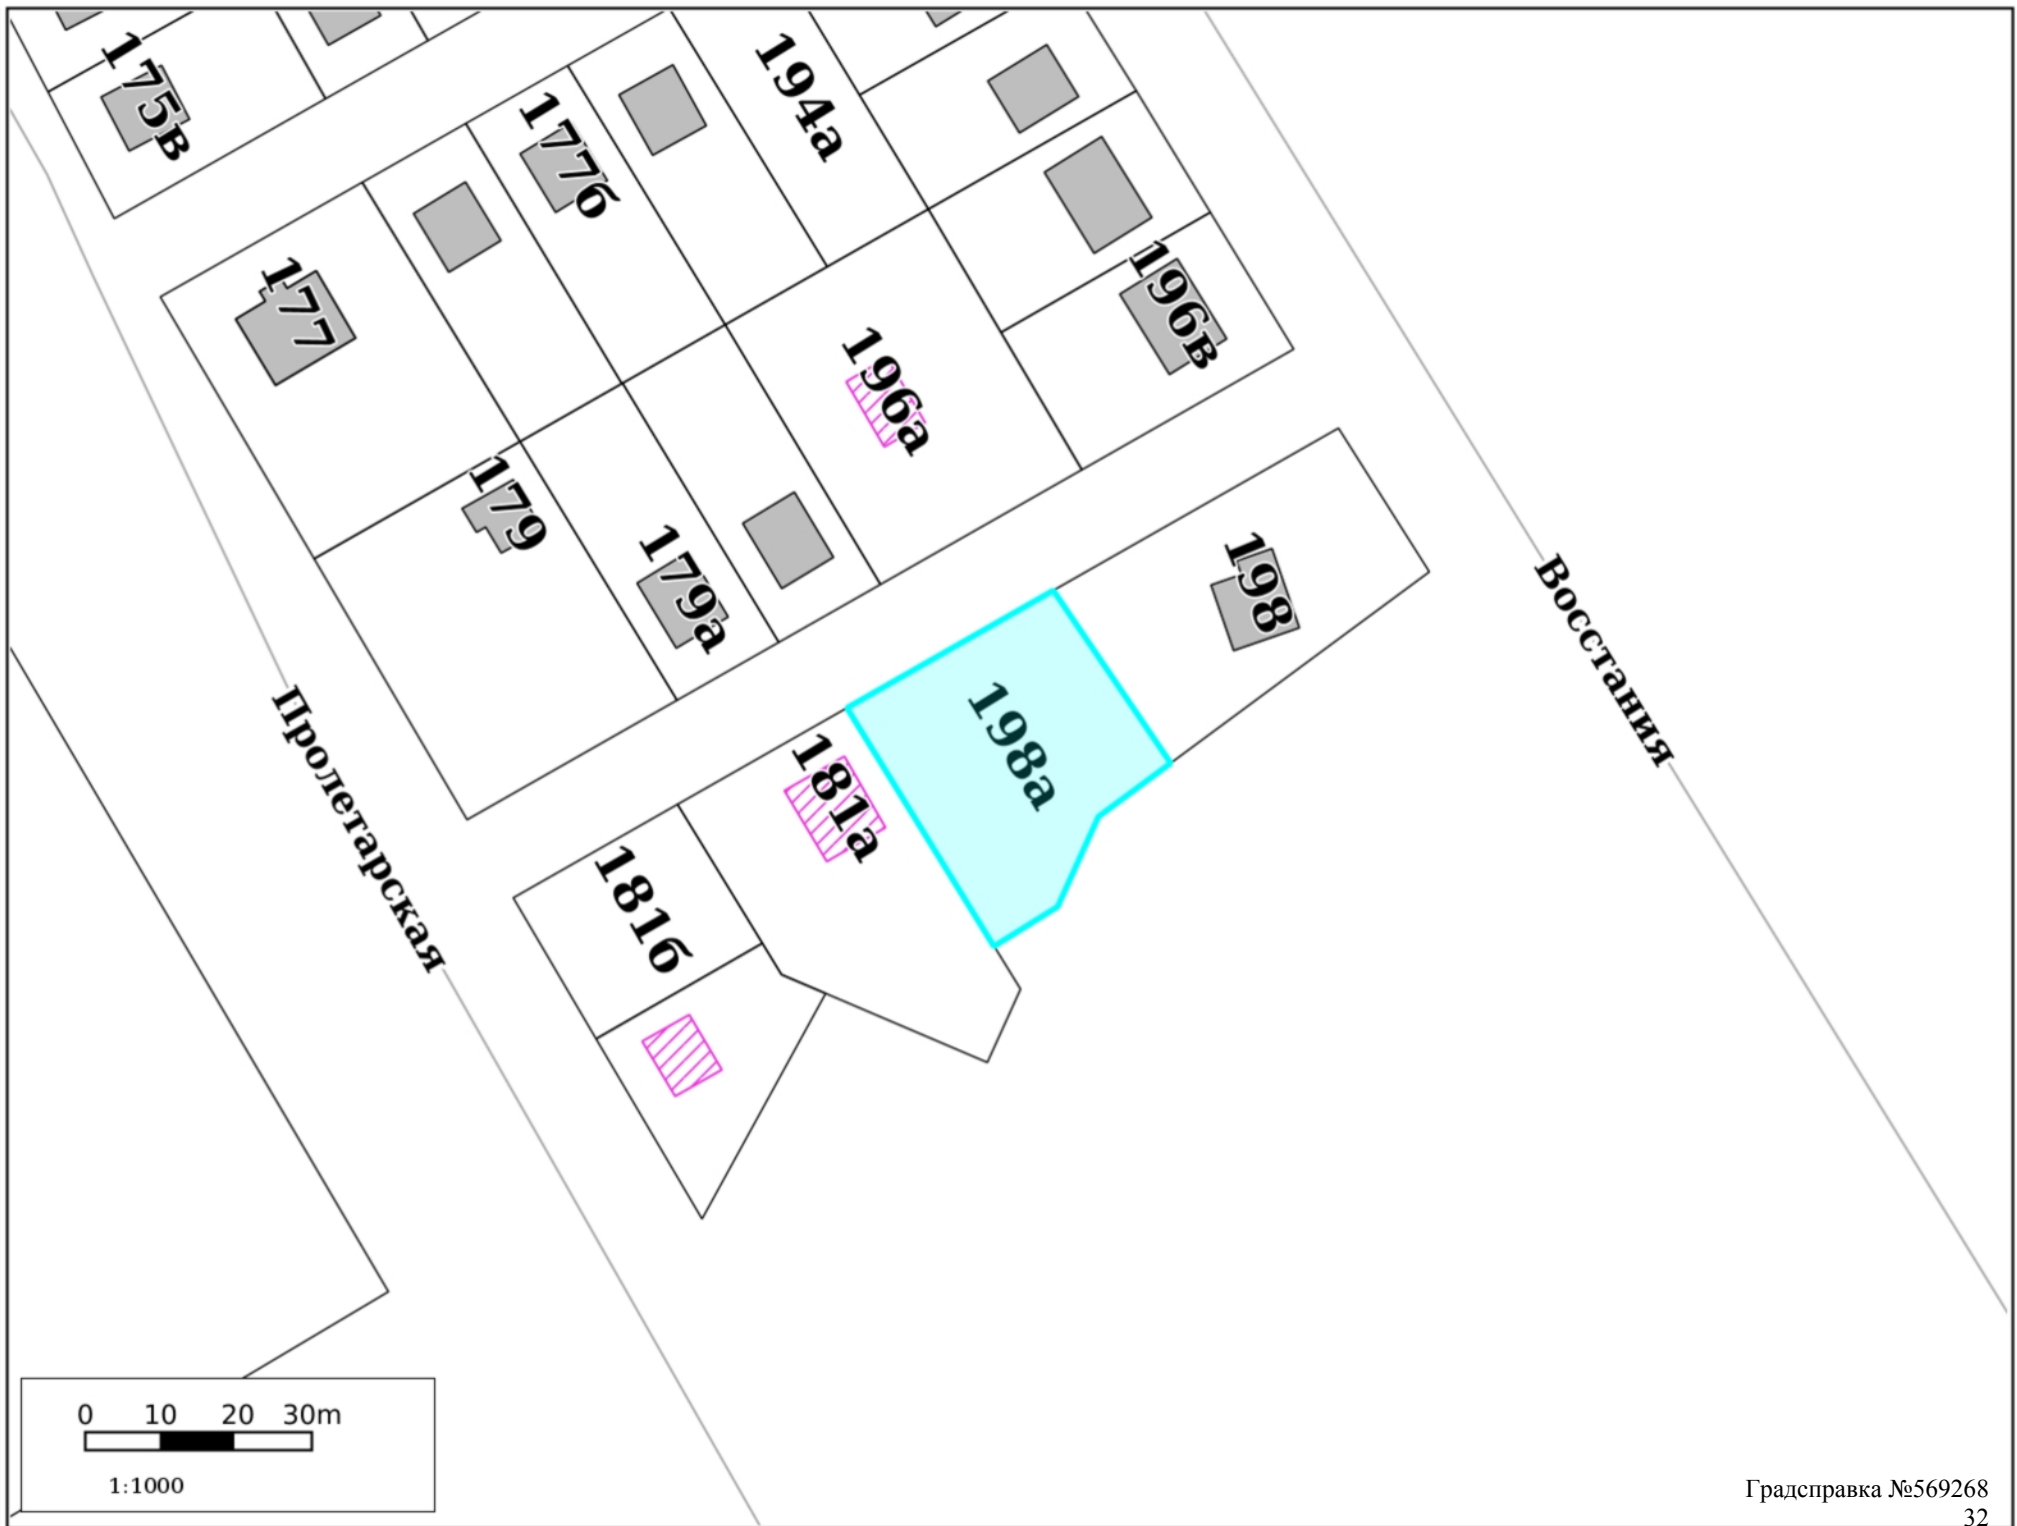 175в
177б
194а
177
196в
196а
179
179а
198
Восстания
198а
Пролетарская
181а
181б
0 10 20 30m
1:1000
Градсправка №569268
32